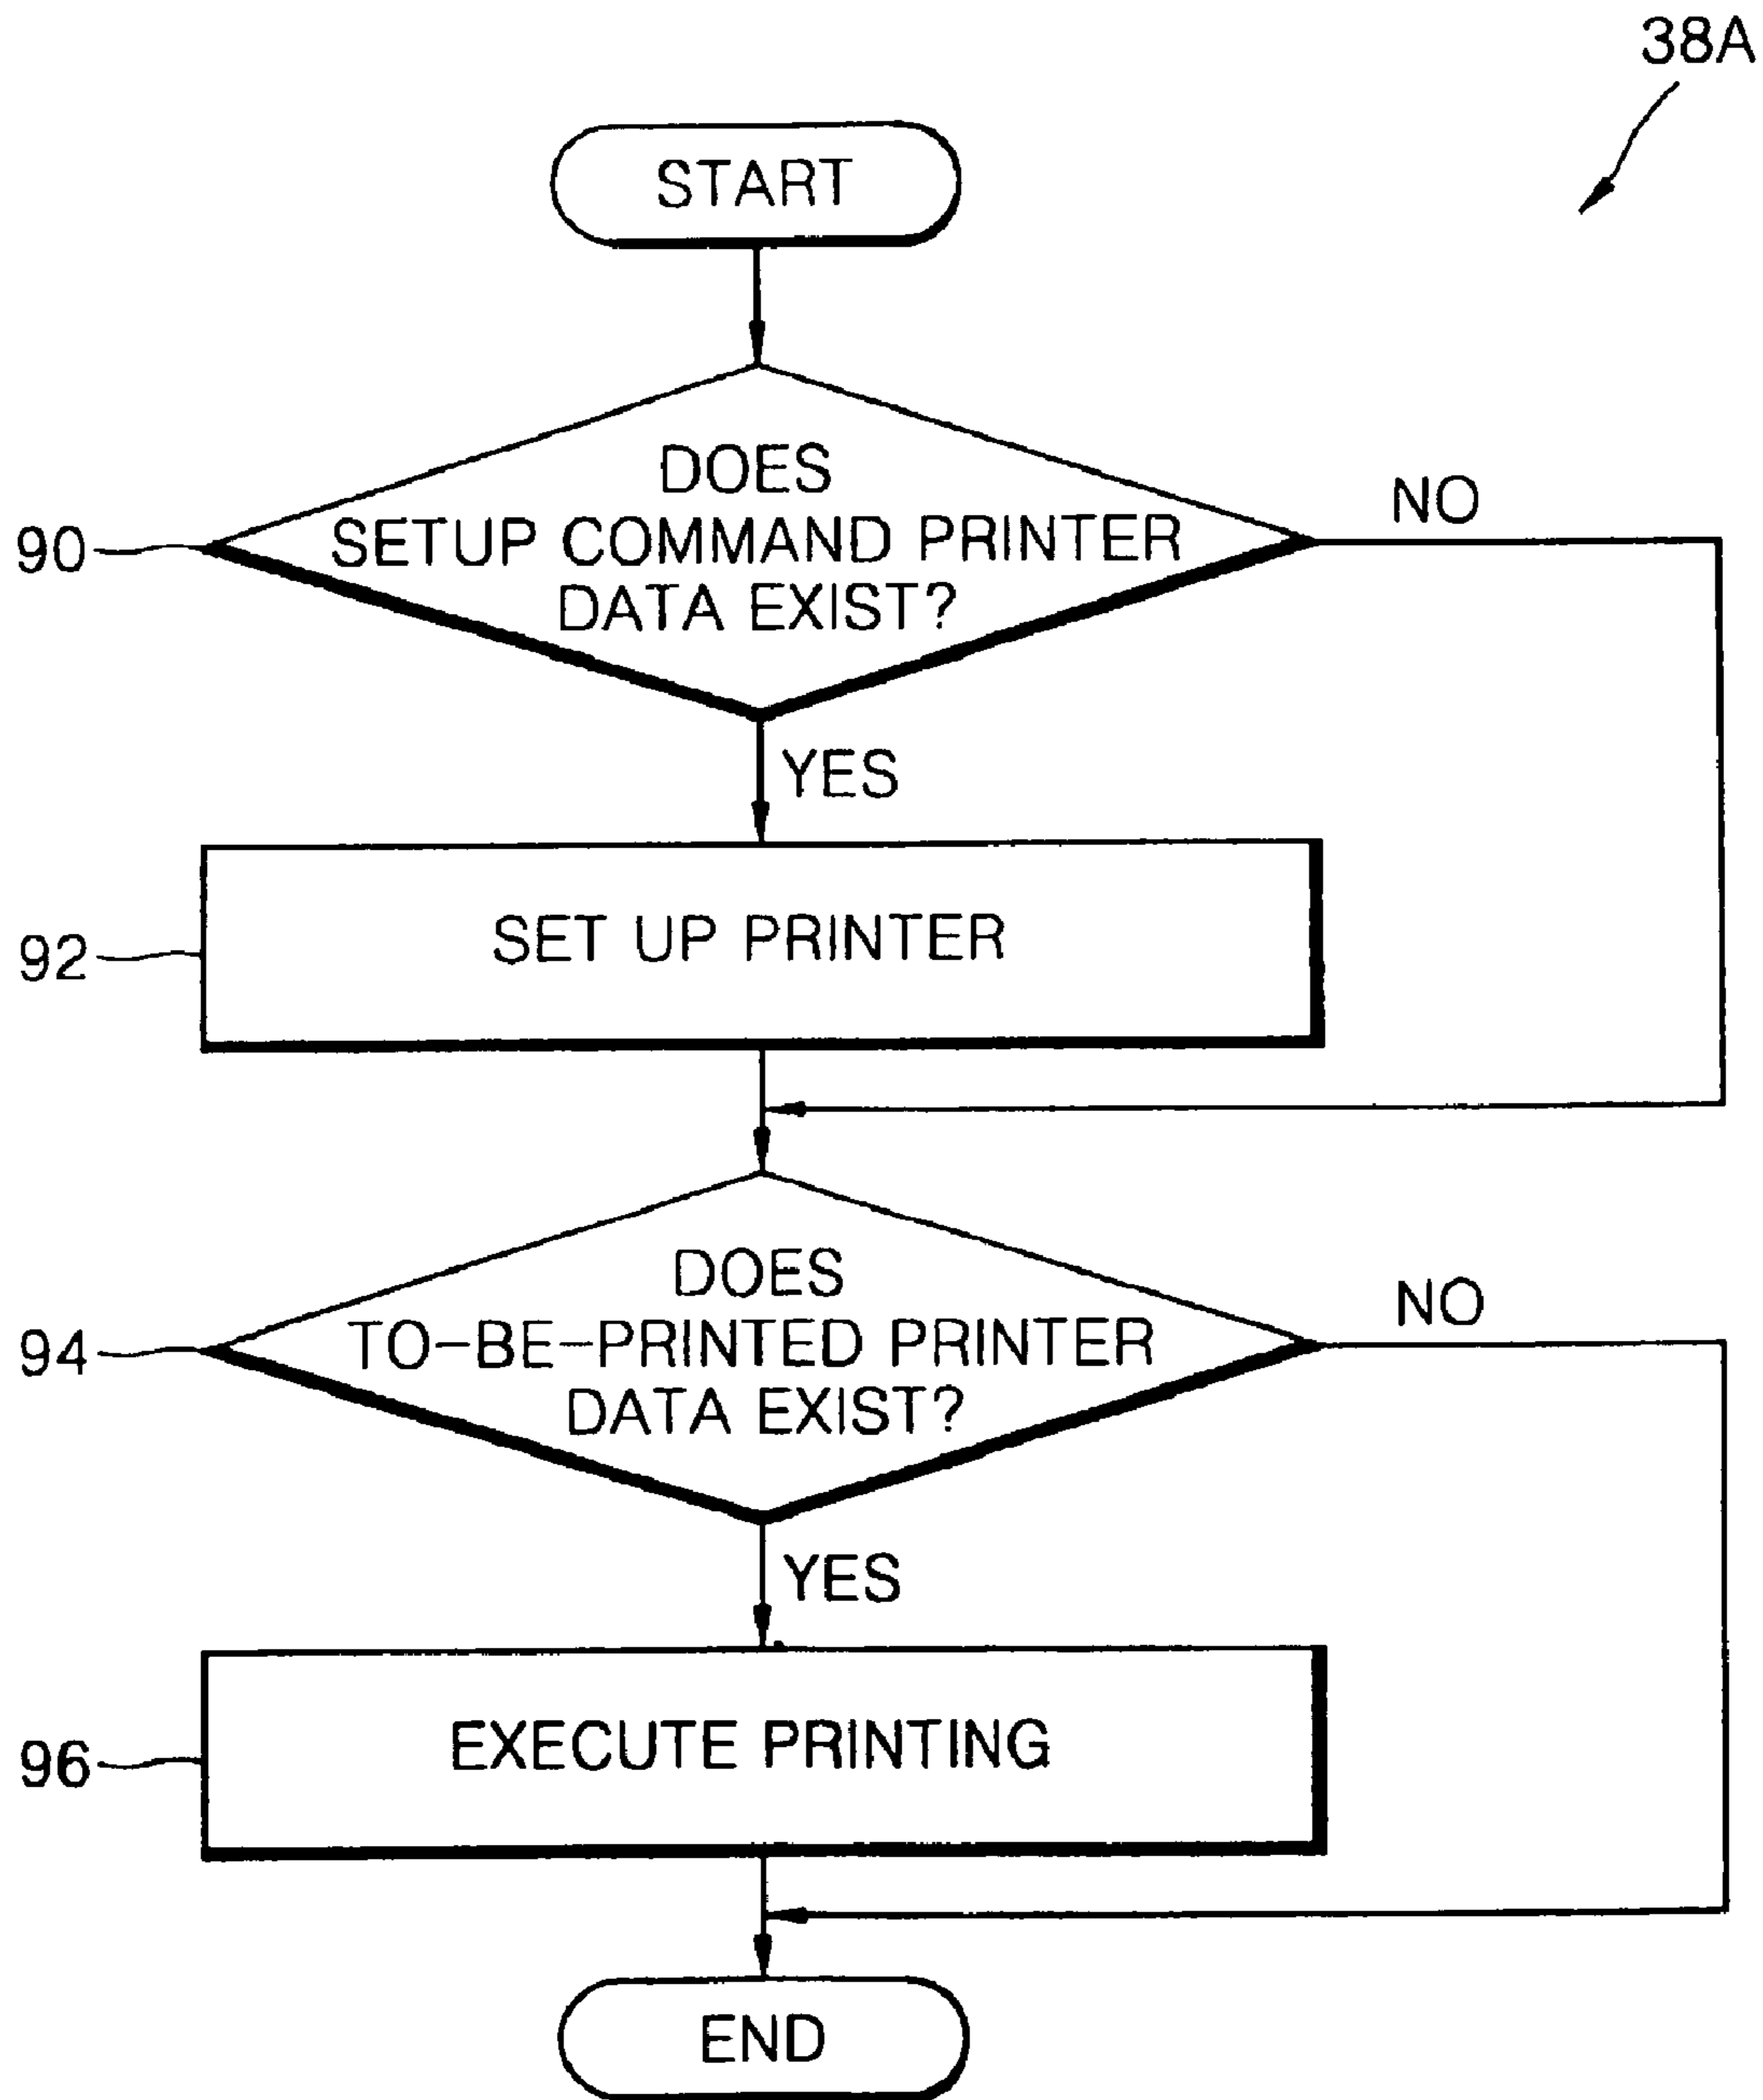 38A
START
DOES
SETUP COMMAND PRINTER
DATA EXIST?
NO
90
YES
SET UP PRINTER
92
DOES
TO-BE-PRINTED PRINTER
DATA EXIST?
NO
94
YES
EXECUTE PRINTING
96
END